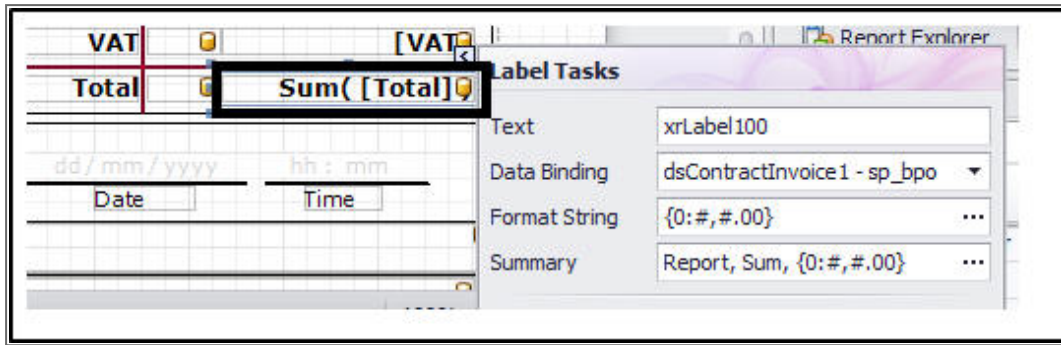 VAT [VAT
Report Explorer
Label Tasks
Total Sum([Total]
Text xrLabel100
dd/mm/yyyy hh: mm
Data Binding dsContractInvoice1 - sp_bpo
Date Time
Format String {0:#,#.00}
Summary Report, Sum, {0:#,#.00}